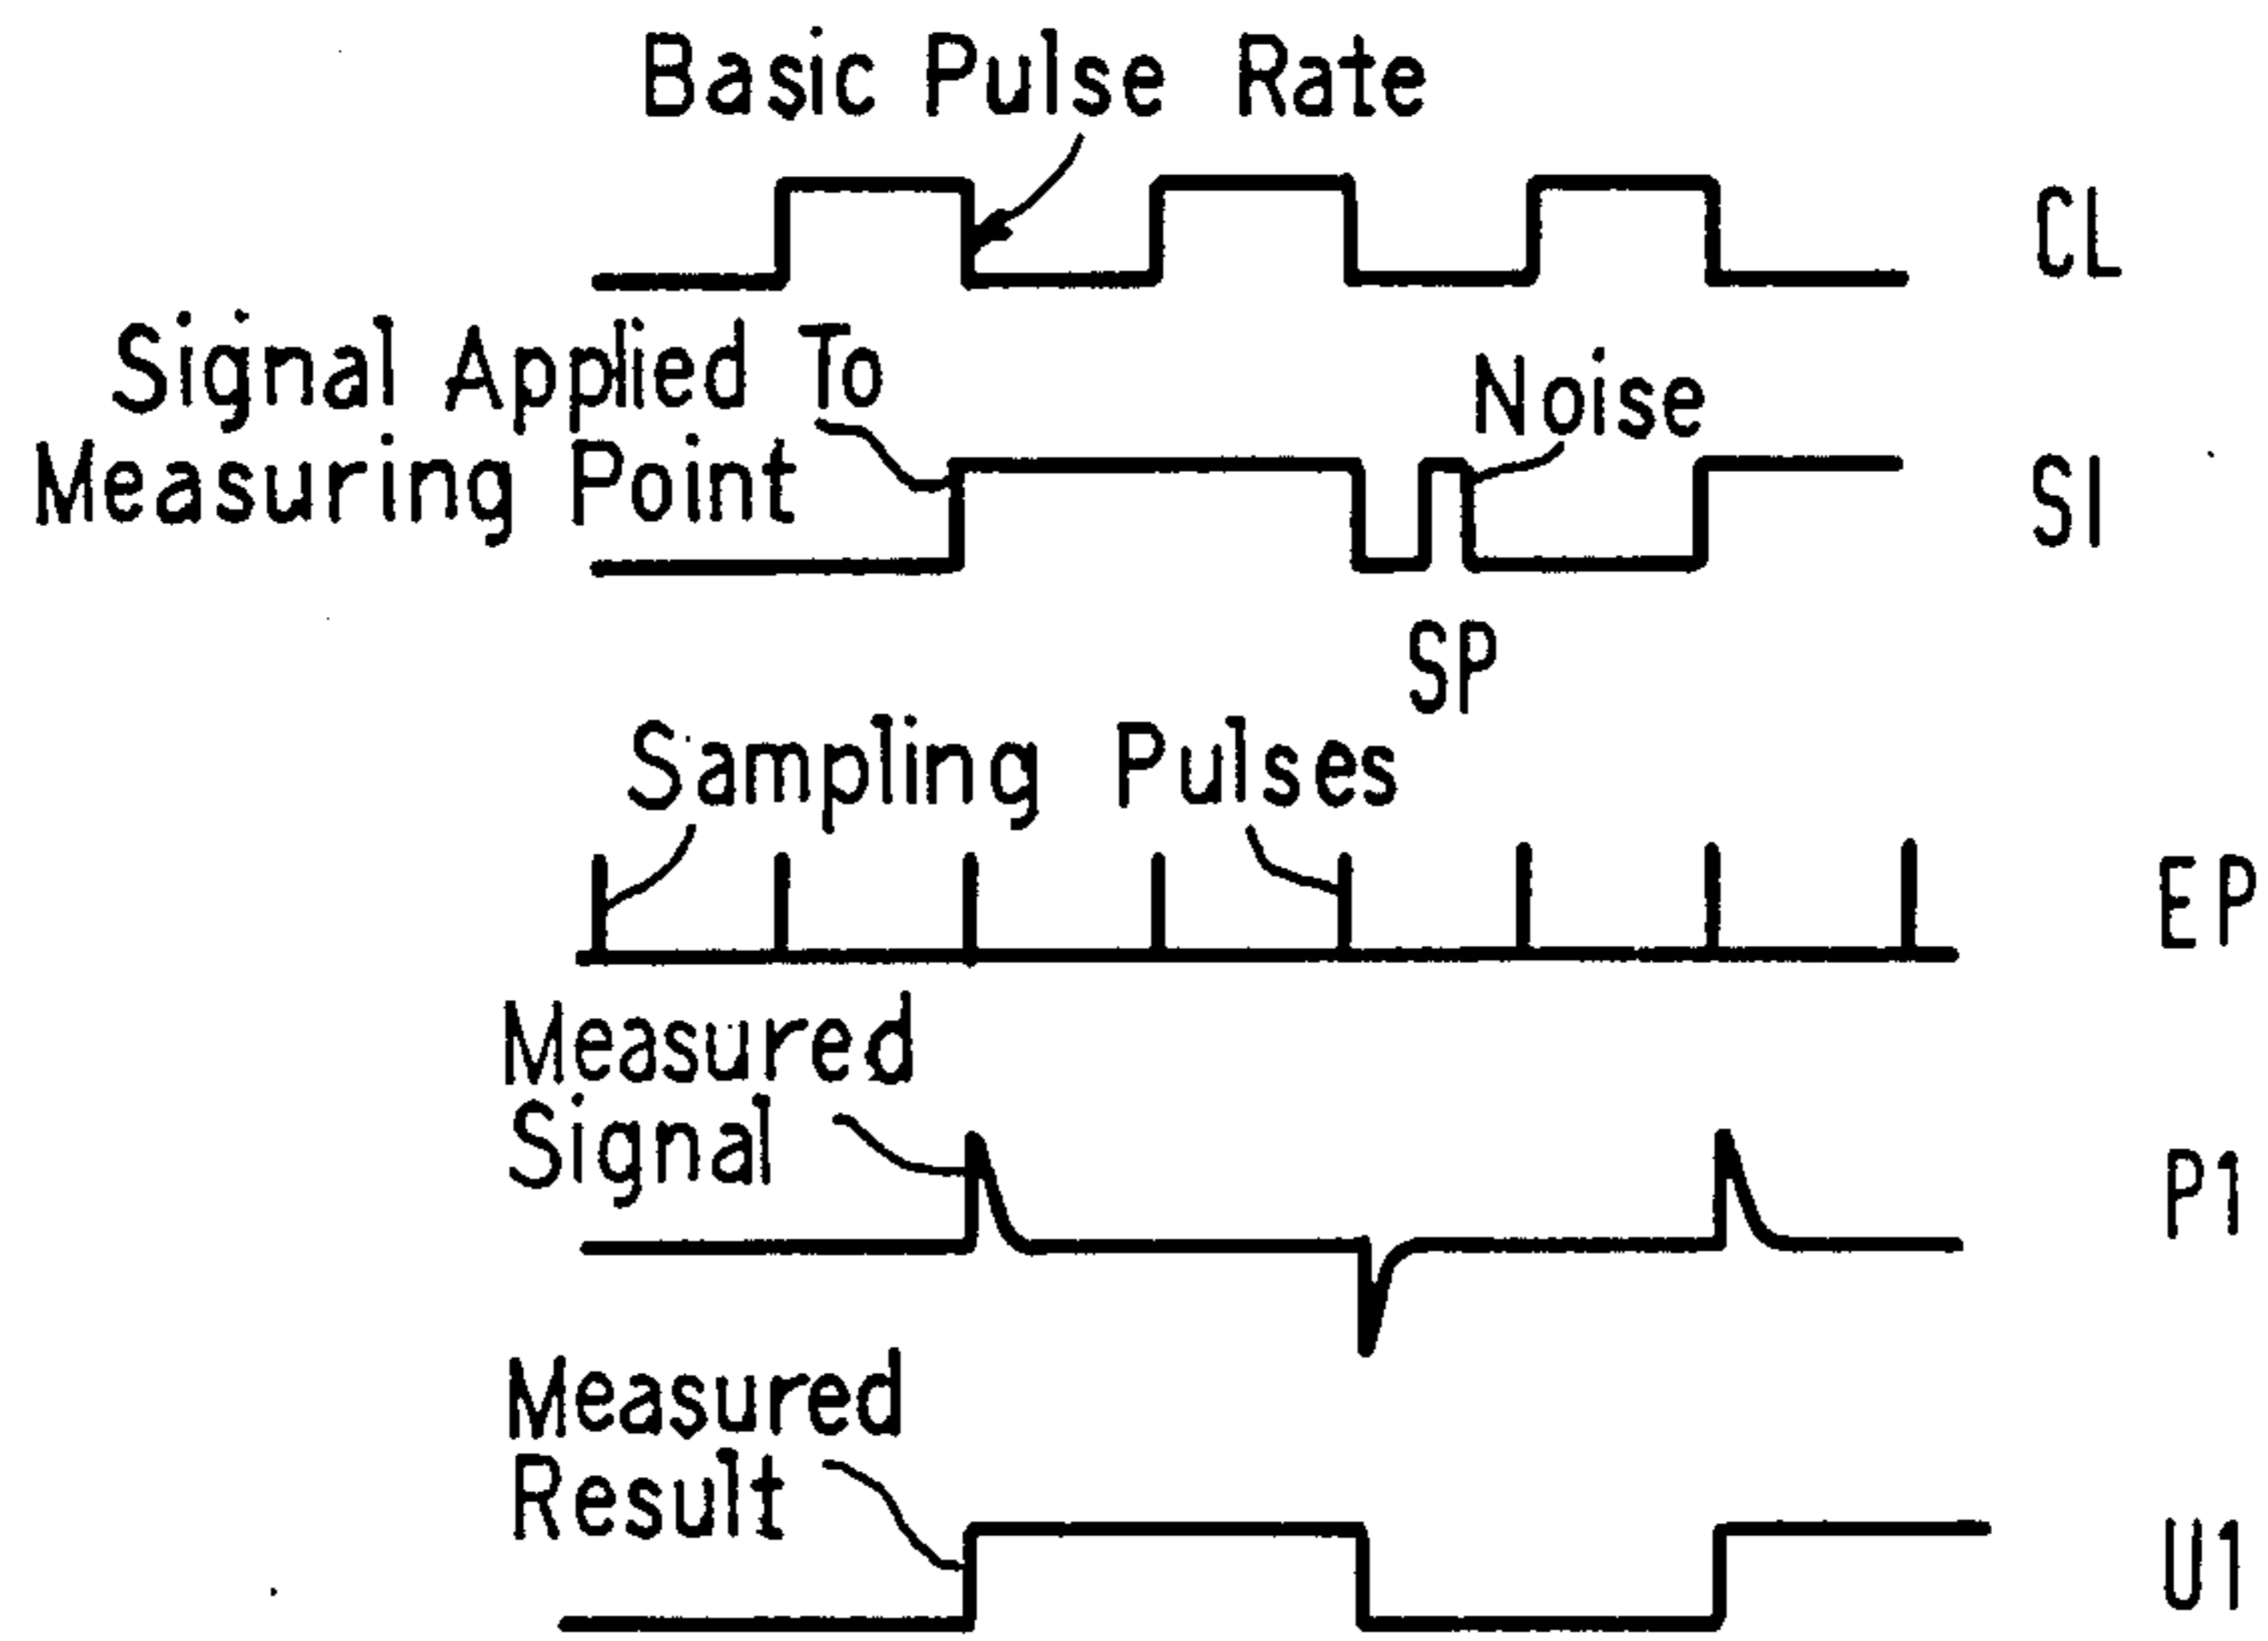 Basic Pulse Rate
CL
Signal Applied To
Measuring Point
Noise
SI
SP
Sampling Pulses
EP
Measured
Signal
P1
Measured
Result
U1